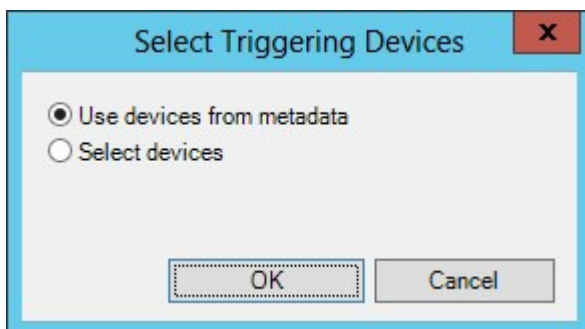 Select Triggering Devices
x
Use devices from metadata
Select devices
OK
Cancel